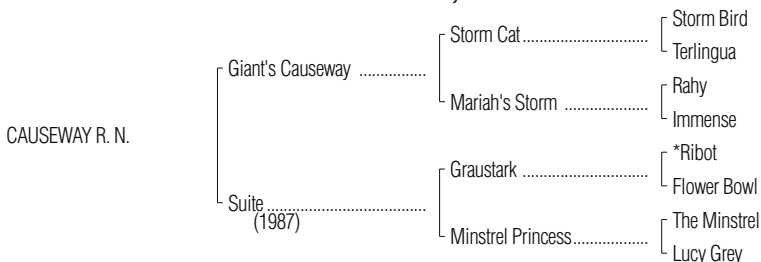 Storm Bird
Storm Cat..............................
Terlingua
Giant's Causeway ................
Rahy
Mariah's Storm ....................
Immense
CAUSEWAY R. N.
*Ribot
Graustark ..............................
Flower Bowl
Suite......................................
(1987)
The Minstrel
Minstrel Princess..................
Lucy Grey